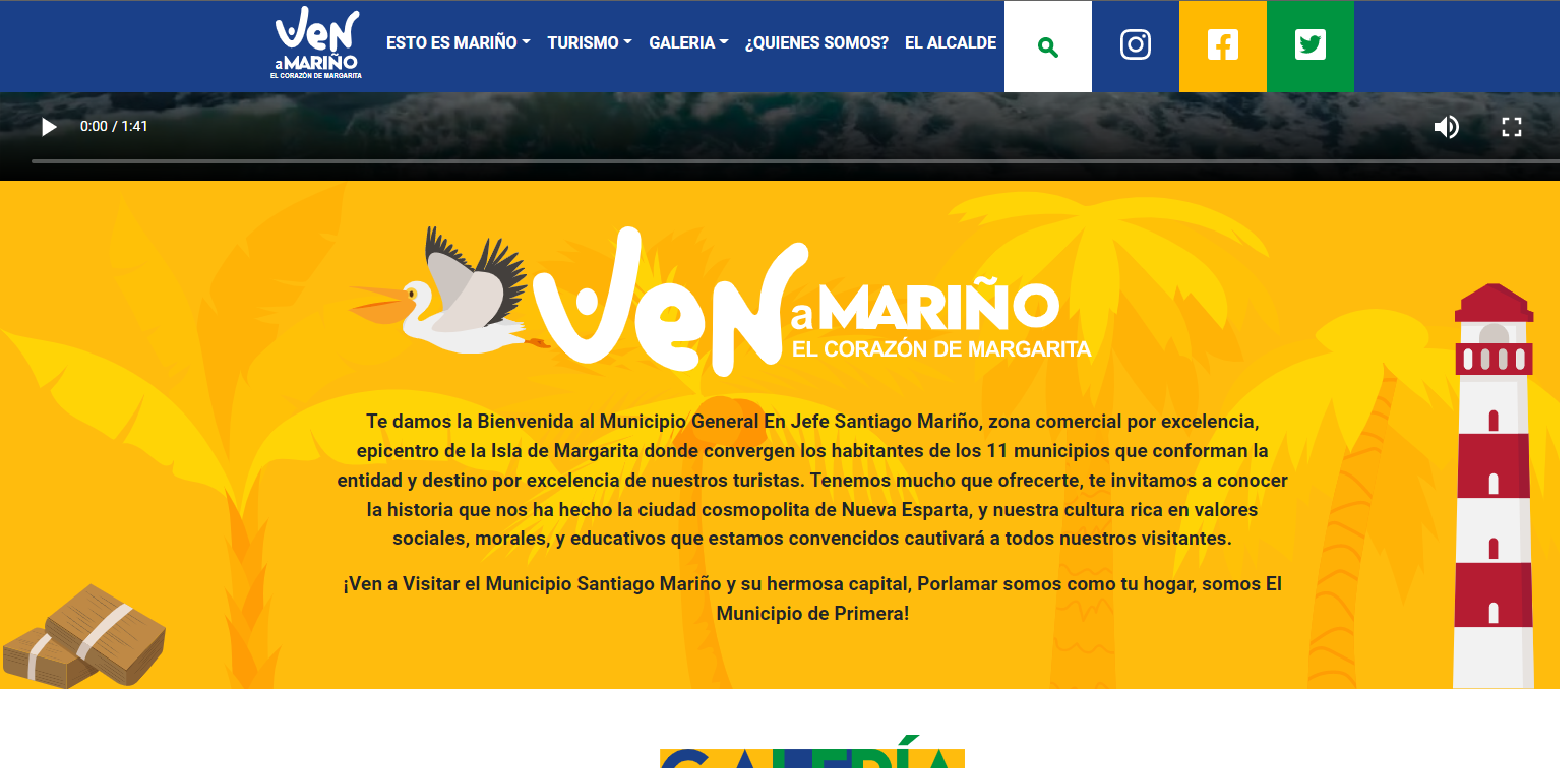 VeN
a MARIÑO
EL CORAZÓN DE MARGARITA
ESTO ES MARIÑO TURISMO GALERIA ¿QUIENES SOMOS? EL ALCALDE
0:00 / 1:41
VeN
a MARIÑO
EL CORAZÓN DE MARGARITA
Te damos la Bienvenida al Municipio General En Jefe Santiago Mariño, zona comercial por excelencia,
epicentro de la Isla de Margarita donde convergen los habitantes de los 11 municipios que conforman la
entidad y destino por excelencia de nuestros turistas. Tenemos mucho que ofrecerte, te invitamos a conocer
la historia que nos ha hecho la ciudad cosmopolita de Nueva Esparta, y nuestra cultura rica en valores
sociales, morales, y educativos que estamos convencidos cautivará a todos nuestros visitantes.
¡Ven a Visitar el Municipio Santiago Mariño y su hermosa capital, Porlamar somos como tu hogar, somos El
Municipio de Primera!
GALERÍA